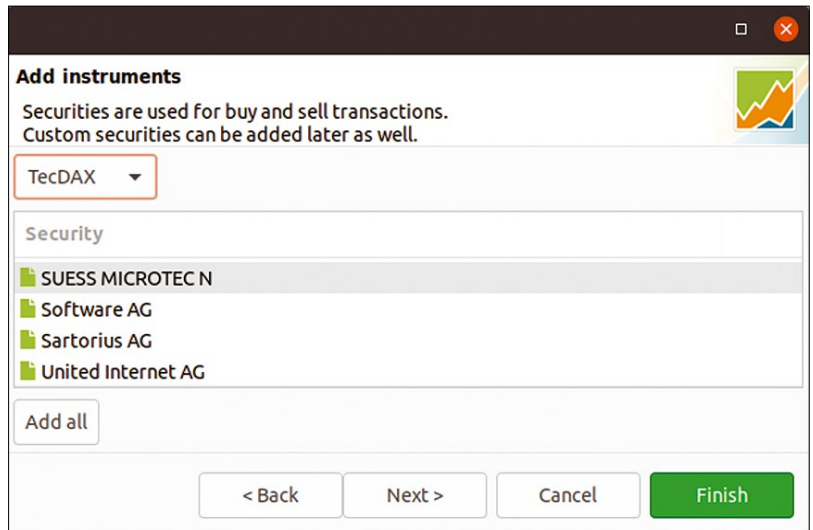 Add instruments
Securities are used for buy and sell transactions.
Custom securities can be added later as well.
TecDAX
Security
SUESS MICROTEC N
Software AG
Sartorius AG
United Internet AG
Add all
< Back
Next >
Cancel
Finish